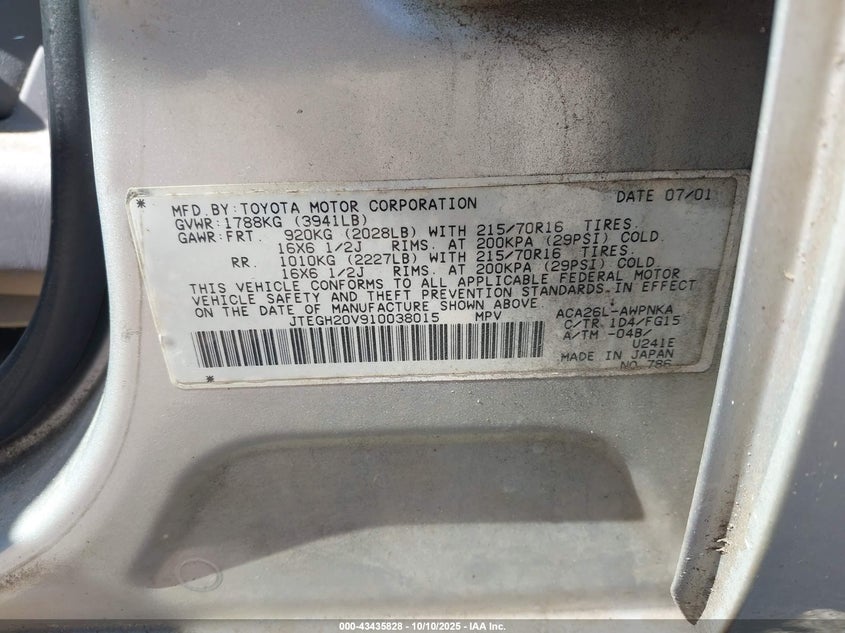 MFD. BY: TOYOTA MOTOR CORPORATION DATE 07/01
GVWR: 1788KG (3941LB)
GAWR: FRT. 920KG (2028LB) WITH 215/70R16 TIRES.
16X6 1/2J RIMS. AT 200KPA (29PSI) COLD.
RR. 1010KG (2227LB) WITH 215/70R16 TIRES.
16X6 1/2J RIMS. AT 200KPA (29PSI) COLD.
THIS VEHICLE CONFORMS TO ALL APPLICABLE FEDERAL MOTOR
VEHICLE SAFETY AND THEFT PREVENTION STANDARDS IN EFFECT
ON THE DATE OF MANUFACTURE SHOWN ABOVE.
JTEGH20V910038015 MPV
ACA26L-AWPNKA
C/TR 1D4/FG15
A/TM -04B/
U241E
MADE IN JAPAN
NO 786
000-43435828 - 10/10/2025 - IAA Inc.